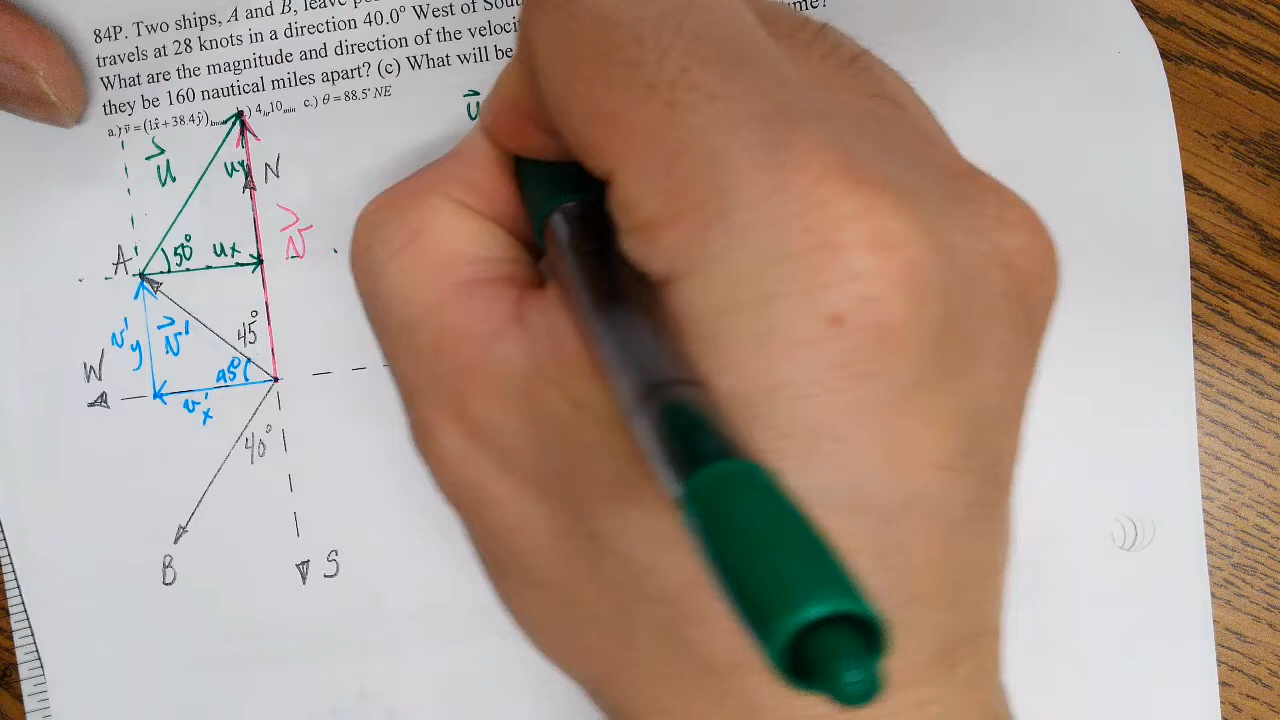 84P. Two ships, A and B, leave
travels at 28 knots in a direction 40.0° West of Sou
What are the magnitude and direction of the veloci
they be 160 nautical miles apart? (c) What will be
a.) v⃗ = (1x̂+38.4ŷ) ) 4hr10min c.) θ = 88.5° NE
u⃗
u⃗ uy N
A' 50° ux v⃗
45°
v'y v⃗' 45°
W
v'x
40°
B S